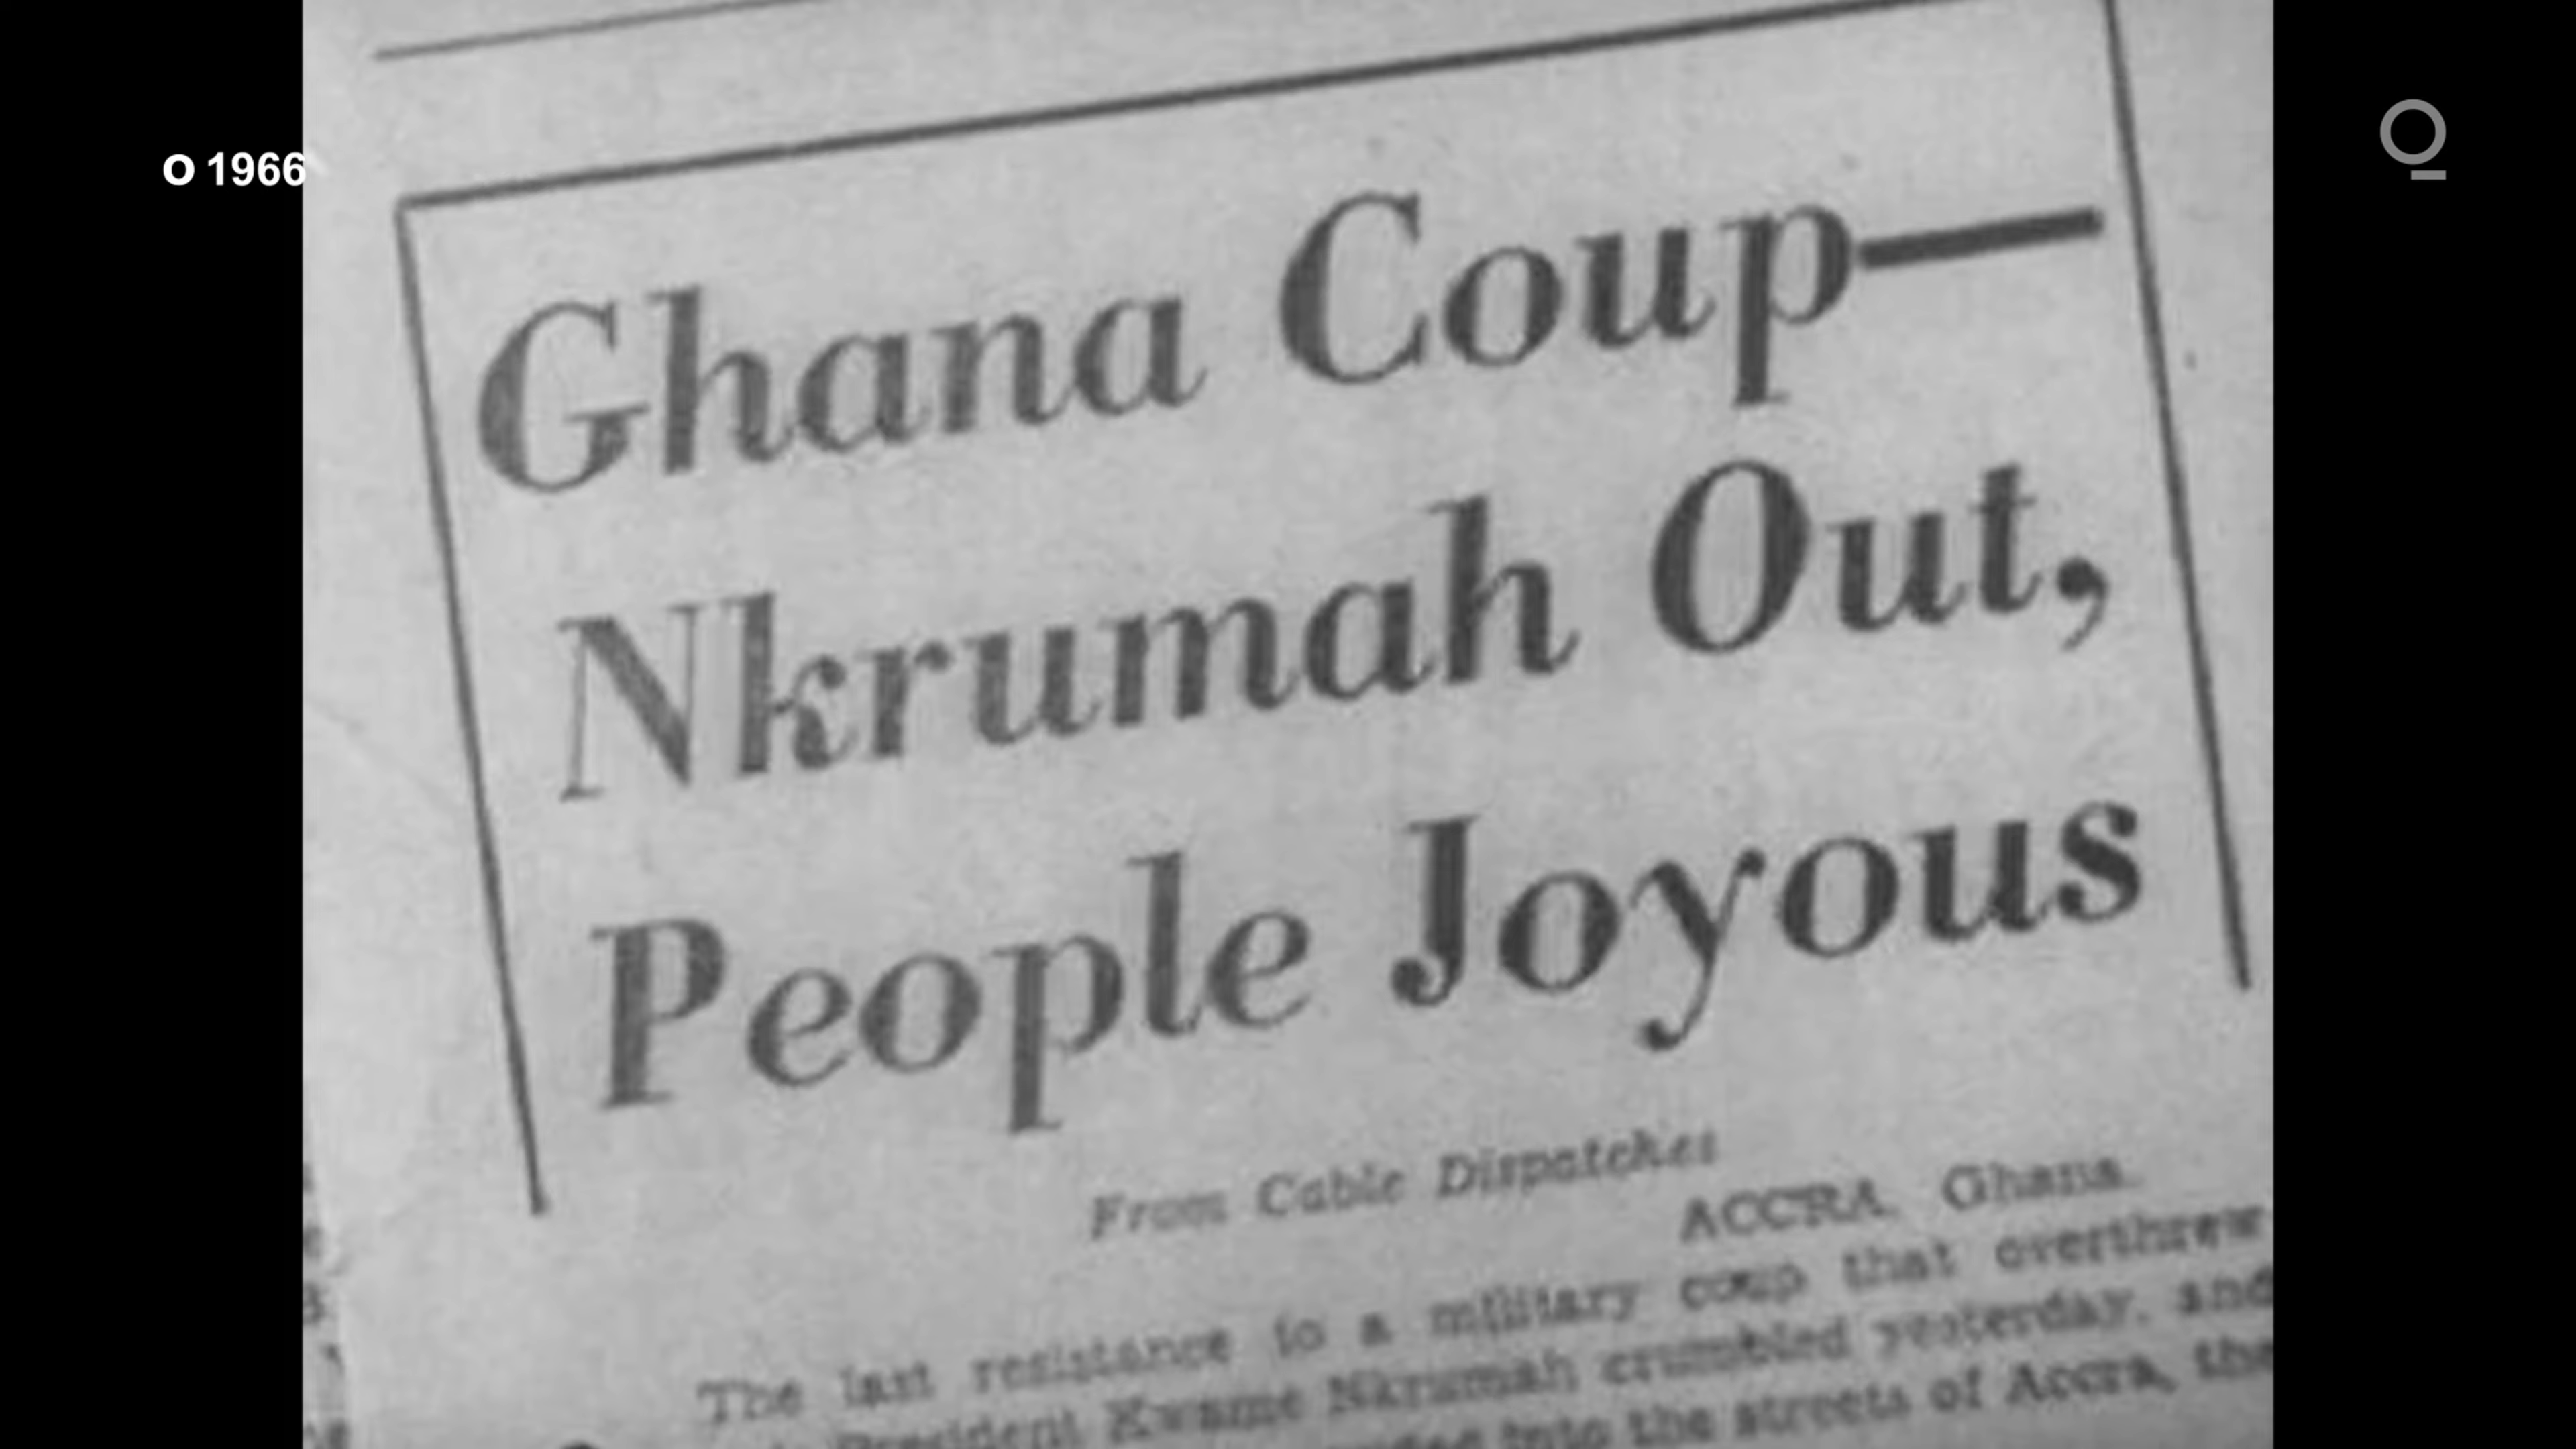 O 1966
Ghana Coup—
Nkrumah Out,
People Joyous
From Cable Dispatches
ACCRA, Ghana.
The last resistance to a military coup that overthrew
President Kwame Nkrumah crumbled yesterday, and
into the streets of Accra, the